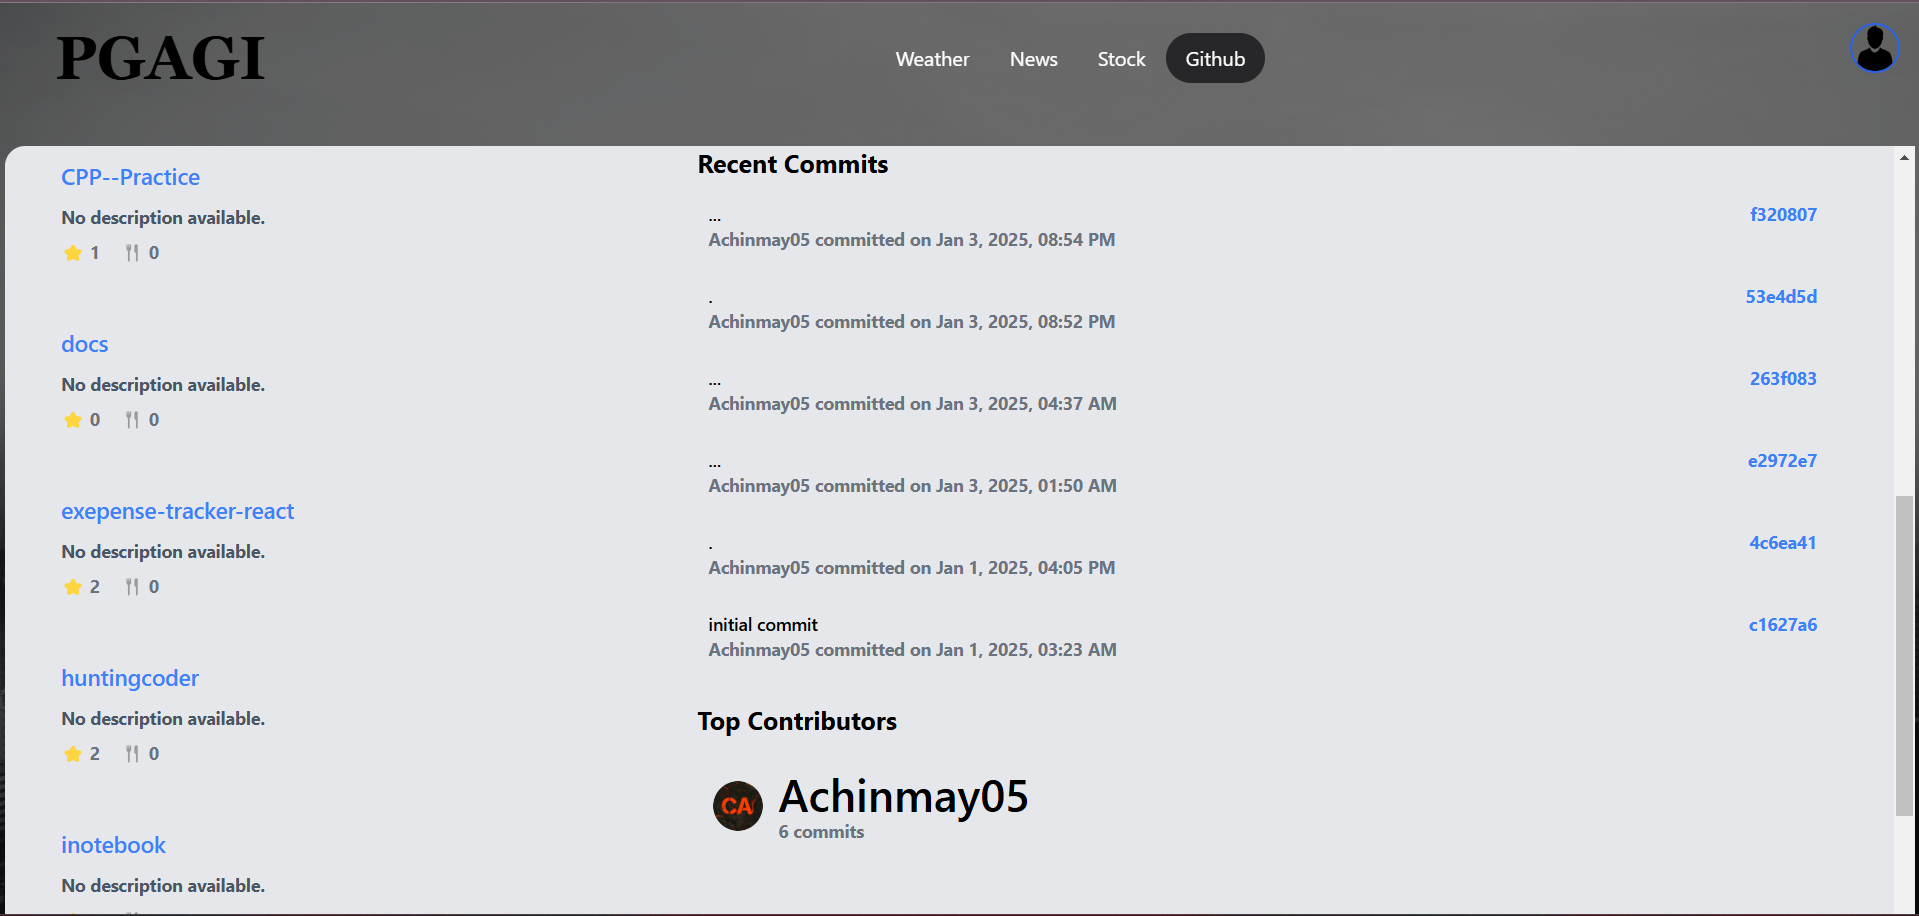 PGAGI
Weather
News
Stock
Github
CPP--Practice
No description available.
1 0
docs
No description available.
0 0
exepense-tracker-react
No description available.
2 0
huntingcoder
No description available.
2 0
inotebook
No description available.
Recent Commits
... f320807
Achinmay05 committed on Jan 3, 2025, 08:54 PM
. 53e4d5d
Achinmay05 committed on Jan 3, 2025, 08:52 PM
... 263f083
Achinmay05 committed on Jan 3, 2025, 04:37 AM
... e2972e7
Achinmay05 committed on Jan 3, 2025, 01:50 AM
. 4c6ea41
Achinmay05 committed on Jan 1, 2025, 04:05 PM
initial commit c1627a6
Achinmay05 committed on Jan 1, 2025, 03:23 AM
Top Contributors
CA
Achinmay05
6 commits